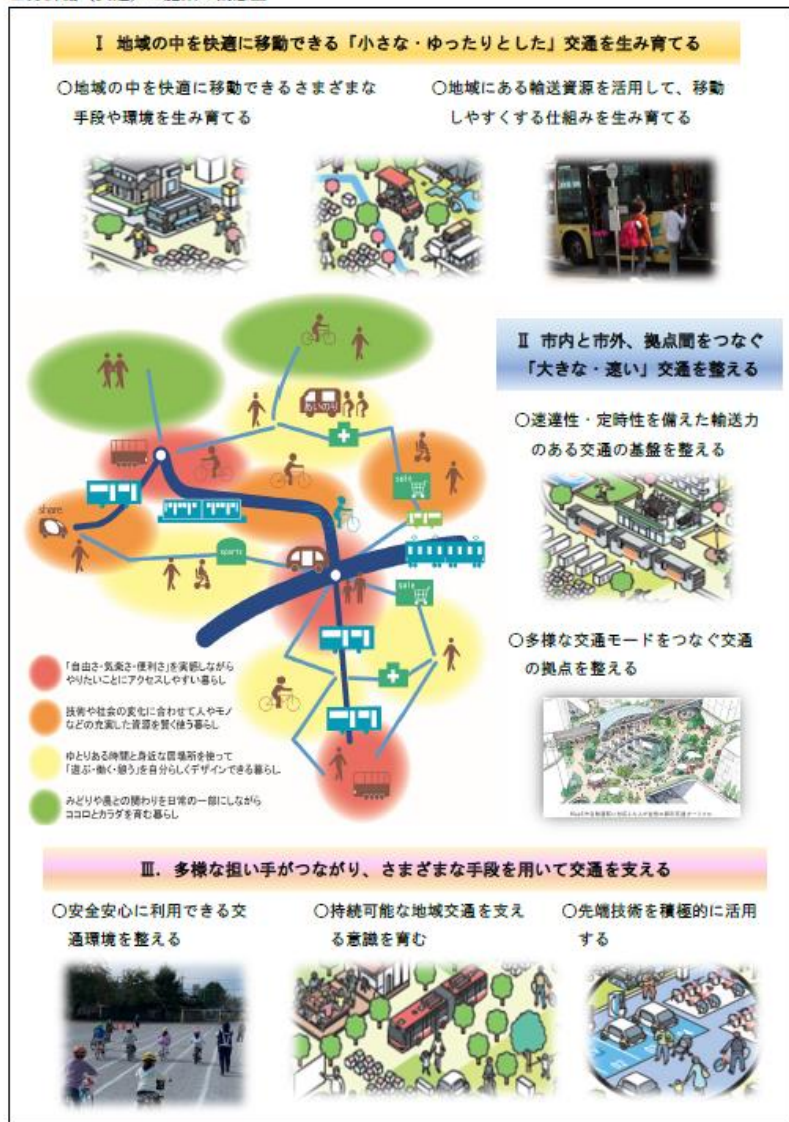 Ⅰ 地域の中を快適に移動できる「小さな・ゆったりとした」交通を生み育てる
○地域の中を快適に移動できるさまざまな
手段や環境を生み育てる
○地域にある輸送資源を活用して、移動
しやすくする仕組みを生み育てる
Ⅱ 市内と市外、拠点間をつなぐ
「大きな・速い」交通を整える
○速達性・定時性を備えた輸送力
のある交通の基盤を整える
○多様な交通モードをつなぐ交通
の拠点を整える
あいのり
sale
share
sports
sale
「自由さ・気楽さ・便利さ」を実感しながら
やりたいことにアクセスしやすい暮らし
技術や社会の変化に合わせて人やモノ
などの充実した資源を賢く使う暮らし
ゆとりある時間と身近な居場所を使って
「遊ぶ・働く・憩う」を自分らしくデザインできる暮らし
みどりや農との関わりを日常の一部にしながら
ココロとカラダを育む暮らし
Ⅲ. 多様な担い手がつながり、さまざまな手段を用いて交通を支える
○安全安心に利用できる交
通環境を整える
○持続可能な地域交通を支え
る意識を育む
○先端技術を積極的に活用
する